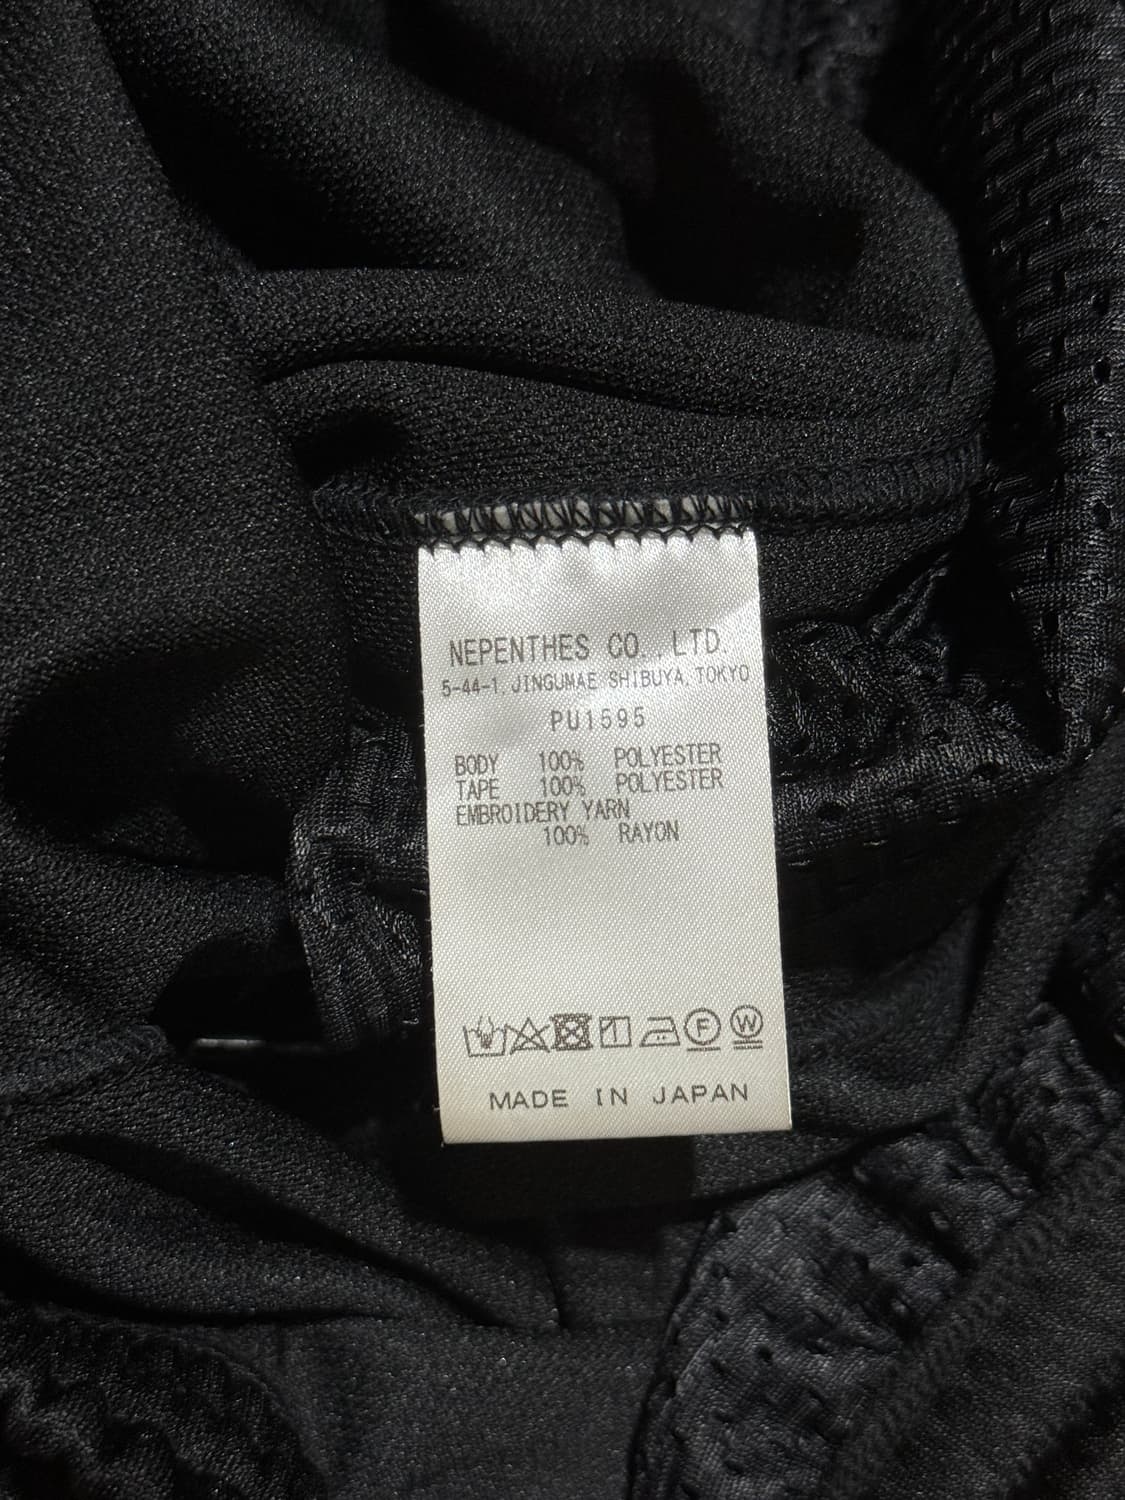 NEPENTHES CO.,LTD.
5-44-1 JINGUMAE SHIBUYA, TOKYO
PU1595
BODY 100% POLYESTER
TAPE 100% POLYESTER
EMBROIDERY YARN
100% RAYON
F W
MADE IN JAPAN